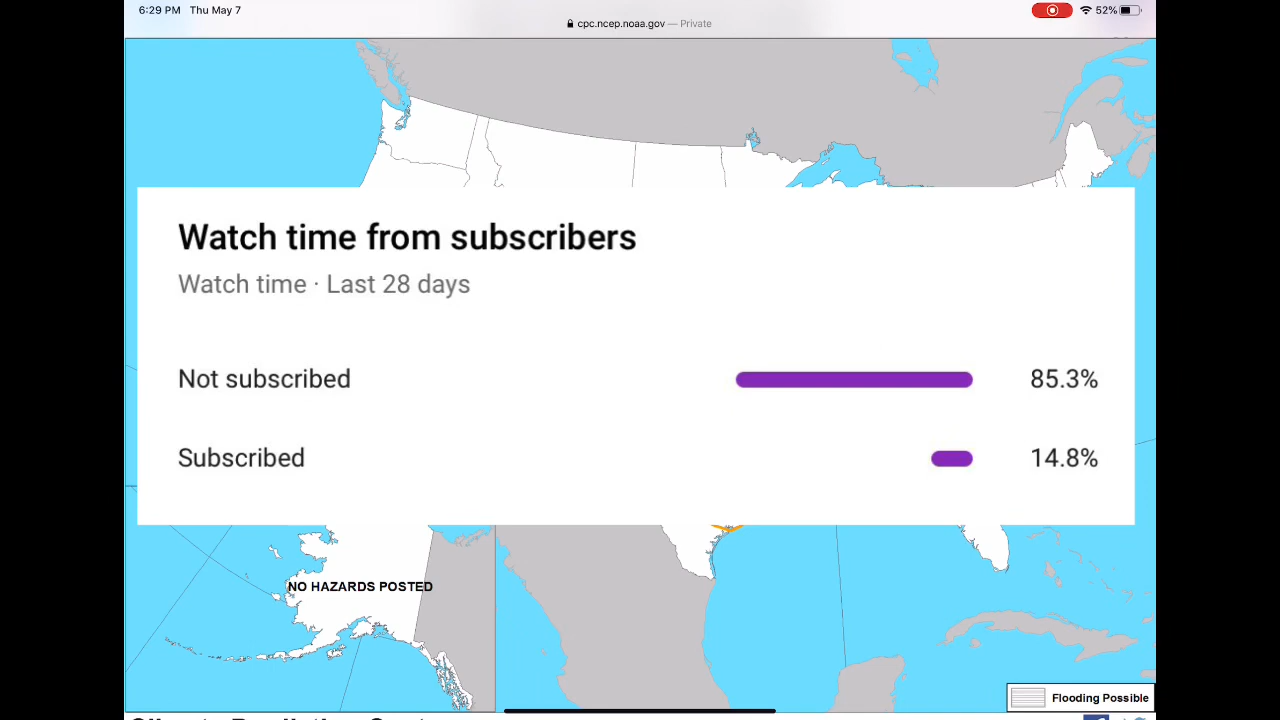 6:29 PM Thu May 7
52%
cpc.ncep.noaa.gov — Private
Watch time from subscribers
Watch time · Last 28 days
Not subscribed 85.3%
Subscribed 14.8%
NO HAZARDS POSTED
Flooding Possible